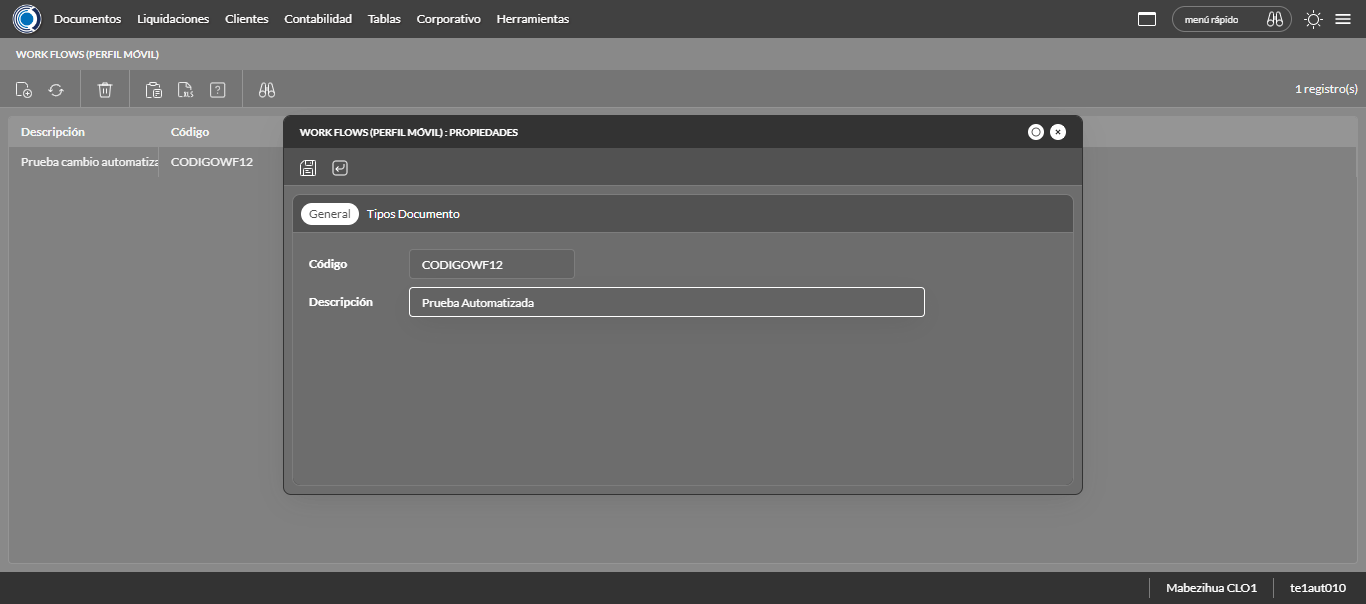 Documentos Liquidaciones Clientes Contabilidad Tablas Corporativo Herramientas menú rápido
WORK FLOWS (PERFIL MÓVIL)
XLS ? 1 registro(s)
Descripción Código
Prueba cambio automatiza CODIGOWF12
WORK FLOWS (PERFIL MÓVIL) : PROPIEDADES
General Tipos Documento
Código CODIGOWF12
Descripción Prueba Automatizada
Mabezihua CLO1 te1aut010